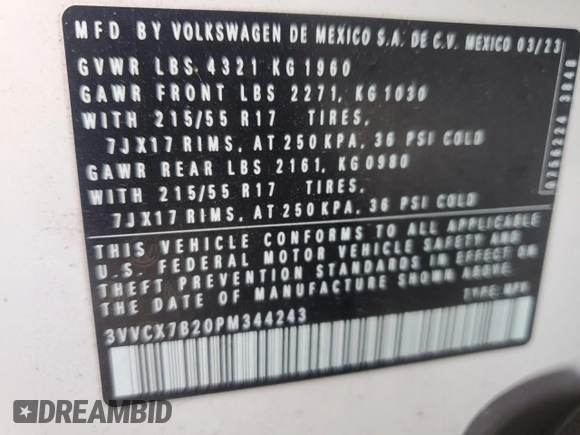 MFD BY VOLKSWAGEN DE MEXICO S.A. DE C.V. MEXICO 03/23
GVWR LBS 4321 KG 1960
GAWR FRONT LBS 2271, KG 1030
WITH 215/55 R17 TIRES,
7JX17 RIMS, AT 250 KPA, 36 PSI COLD
GAWR REAR LBS 2161, KG 0980
WITH 215/55 R17 TIRES,
7JX17 RIMS, AT 250 KPA, 36 PSI COLD
THIS VEHICLE CONFORMS TO ALL APPLICABLE
U.S. FEDERAL MOTOR VEHICLE SAFETY AND
THEFT PREVENTION STANDARDS IN EFFECT ON
THE DATE OF MANUFACTURE SHOWN ABOVE.
TYPE: MPV
3VVCX7B20PM344243
DREAMBID